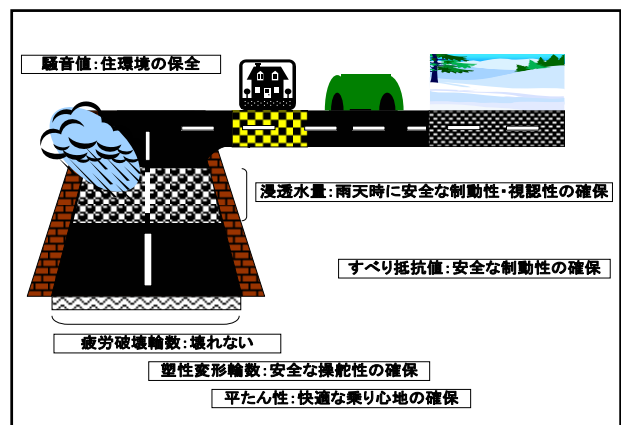 騒音値：住環境の保全
浸透水量：雨天時に安全な制動性・視認性の確保
すべり抵抗値：安全な制動性の確保
疲労破壊輪数：壊れない
塑性変形輪数：安全な操舵性の確保
平たん性：快適な乗り心地の確保